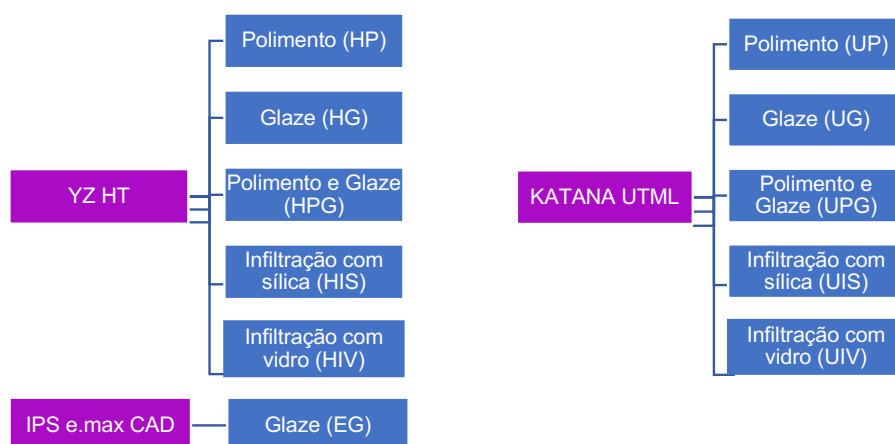 YZ HT
Polimento (HP)
Glaze (HG)
Polimento e Glaze
(HPG)
Infiltração com
sílica (HIS)
Infiltração com
vidro (HIV)
IPS e.max CAD
Glaze (EG)
KATANA UTML
Polimento (UP)
Glaze (UG)
Polimento e
Glaze (UPG)
Infiltração com
sílica (UIS)
Infiltração com
vidro (UIV)